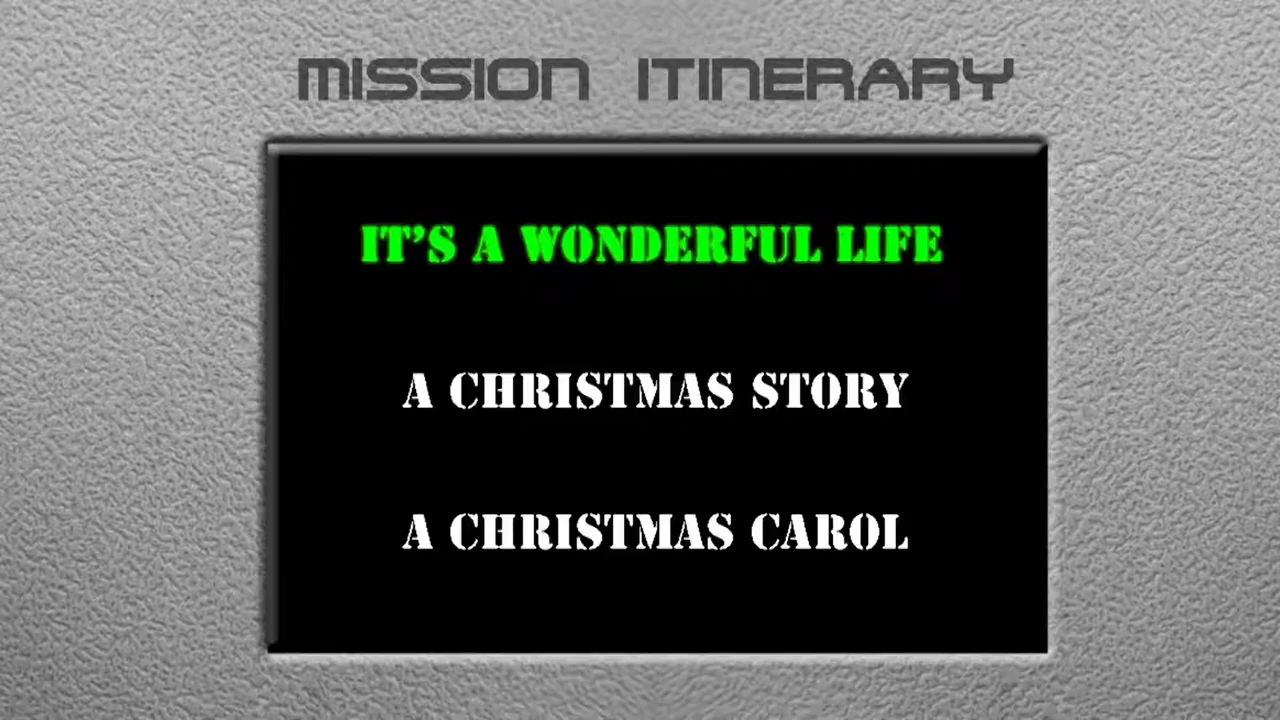 MISSION ITINERARY
IT'S A WONDERFUL LIFE
A CHRISTMAS STORY
A CHRISTMAS CAROL